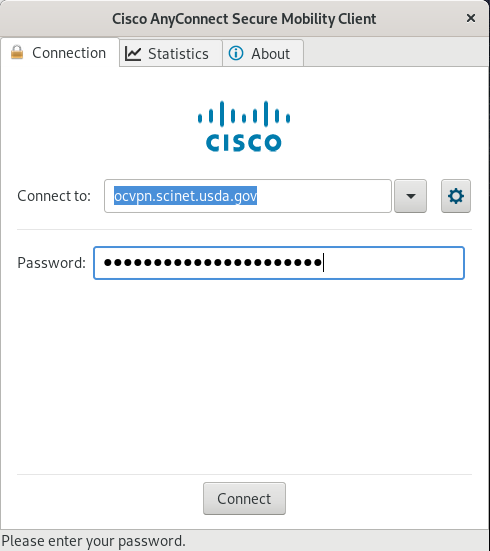 Cisco AnyConnect Secure Mobility Client ×
Connection Statistics About
CISCO
Connect to: ocvpn.scinet.usda.gov
Password: ●●●●●●●●●●●●●●●●●●●●●●
Connect
Please enter your password.